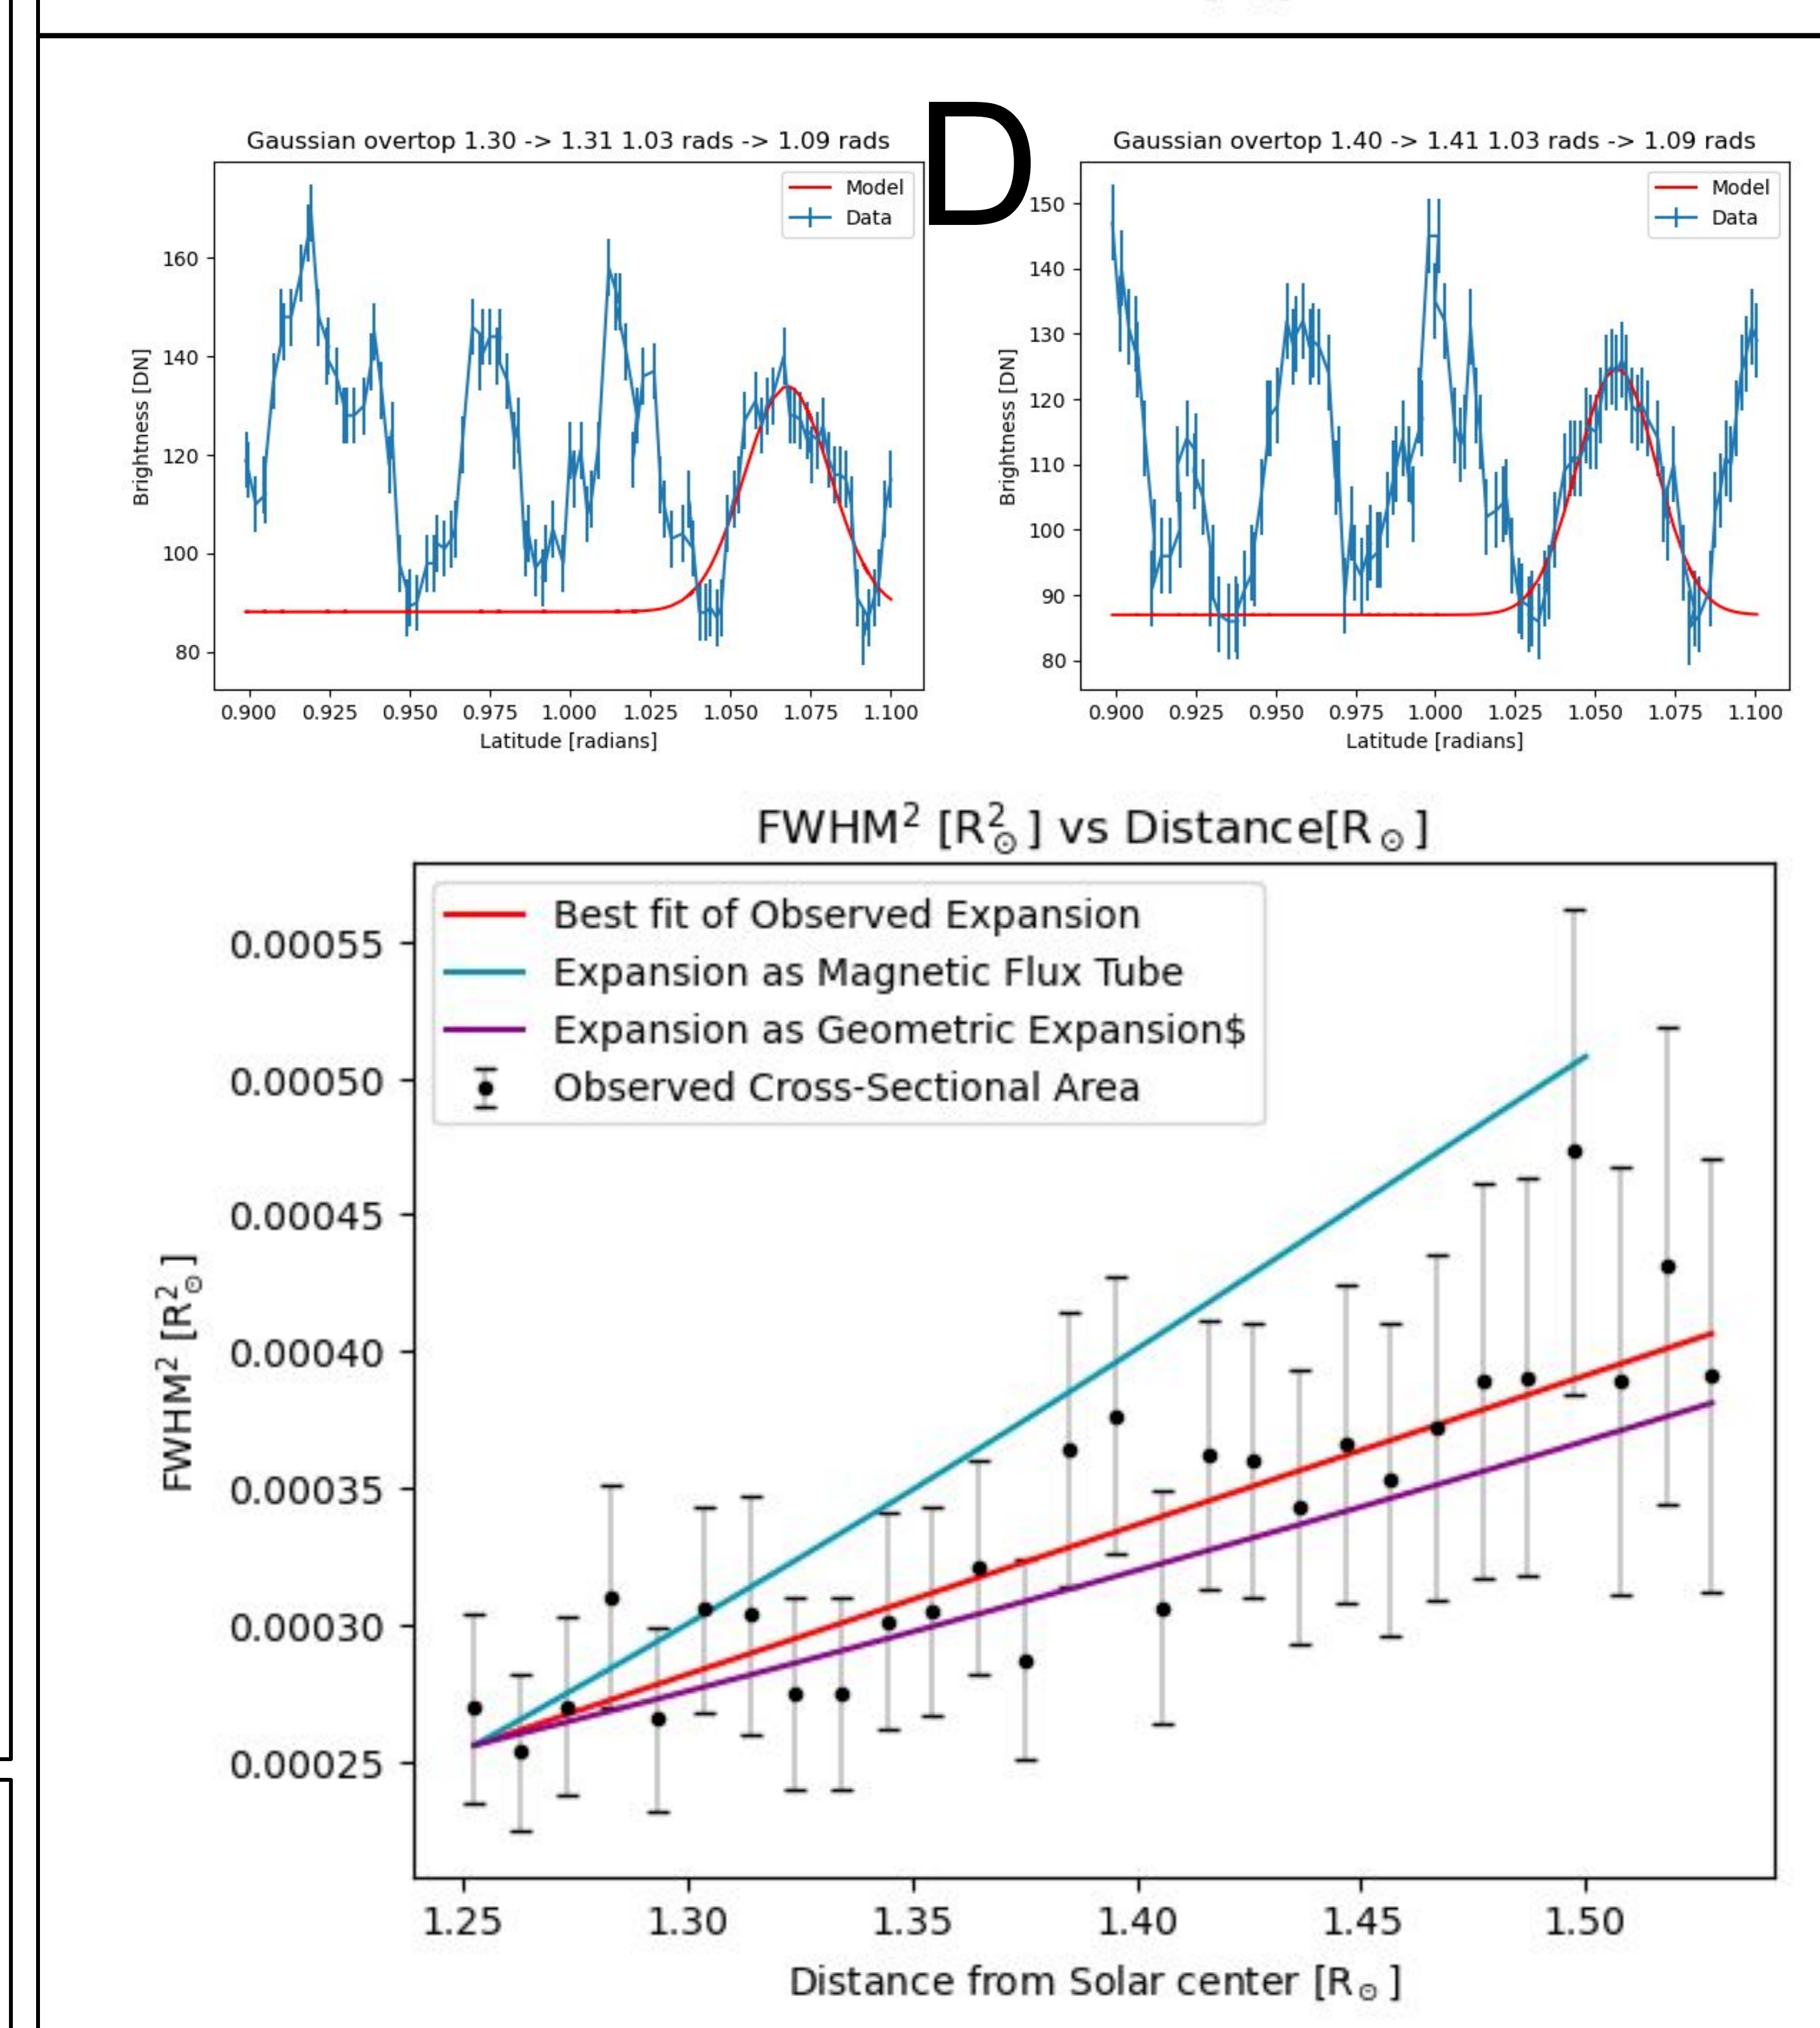 D
Gaussian overtop 1.30 -> 1.31 1.03 rads -> 1.09 rads
Model
Data
Brightness [DN]
160
140
120
100
80
0.900 0.925 0.950 0.975 1.000 1.025 1.050 1.075 1.100
Latitude [radians]
Gaussian overtop 1.40 -> 1.41 1.03 rads -> 1.09 rads
Model
Data
Brightness [DN]
150
140
130
120
110
100
90
80
0.900 0.925 0.950 0.975 1.000 1.025 1.050 1.075 1.100
Latitude [radians]
FWHM² [R²⊙] vs Distance[R⊙]
Best fit of Observed Expansion
Expansion as Magnetic Flux Tube
Expansion as Geometric Expansion$
Observed Cross-Sectional Area
FWHM² [R²⊙]
0.00055
0.00050
0.00045
0.00040
0.00035
0.00030
0.00025
1.25 1.30 1.35 1.40 1.45 1.50
Distance from Solar center [R⊙]